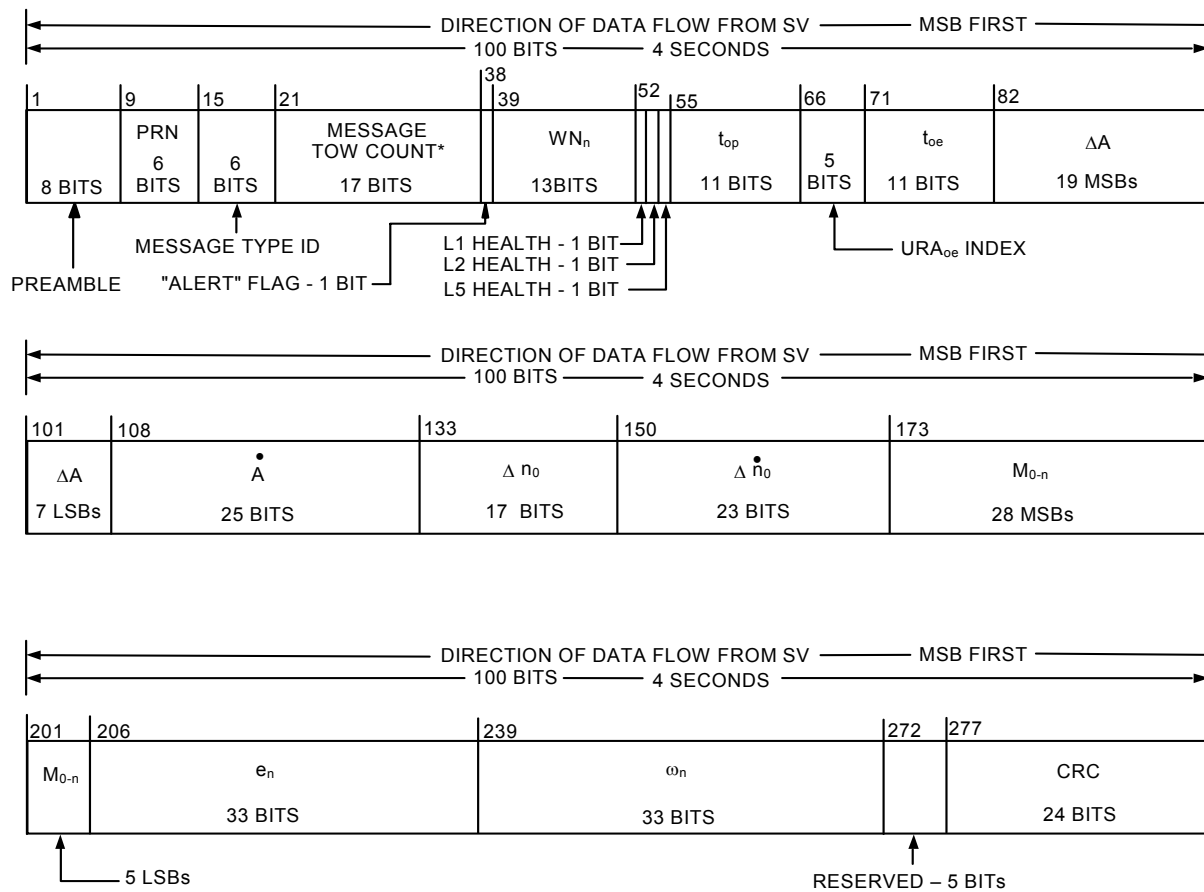 DIRECTION OF DATA FLOW FROM SV MSB FIRST
100 BITS 4 SECONDS
1 9 15 21 38 39 52 55 66 71 82
8 BITS
PRN
6
BITS
6
BITS
MESSAGE
TOW COUNT*
17 BITS
WNn
13BITS
top
11 BITS
5
BITS
toe
11 BITS
ΔA
19 MSBs
MESSAGE TYPE ID
PREAMBLE
"ALERT" FLAG - 1 BIT
L1 HEALTH - 1 BIT
L2 HEALTH - 1 BIT
L5 HEALTH - 1 BIT
URAoe INDEX
DIRECTION OF DATA FLOW FROM SV MSB FIRST
100 BITS 4 SECONDS
101 108 133 150 173
ΔA
7 LSBs
Ȧ
25 BITS
Δ n0
17 BITS
Δ ṅ0
23 BITS
M0-n
28 MSBs
DIRECTION OF DATA FLOW FROM SV MSB FIRST
100 BITS 4 SECONDS
201 206 239 272 277
M0-n
en
33 BITS
ωn
33 BITS
CRC
24 BITS
5 LSBs
RESERVED – 5 BITs